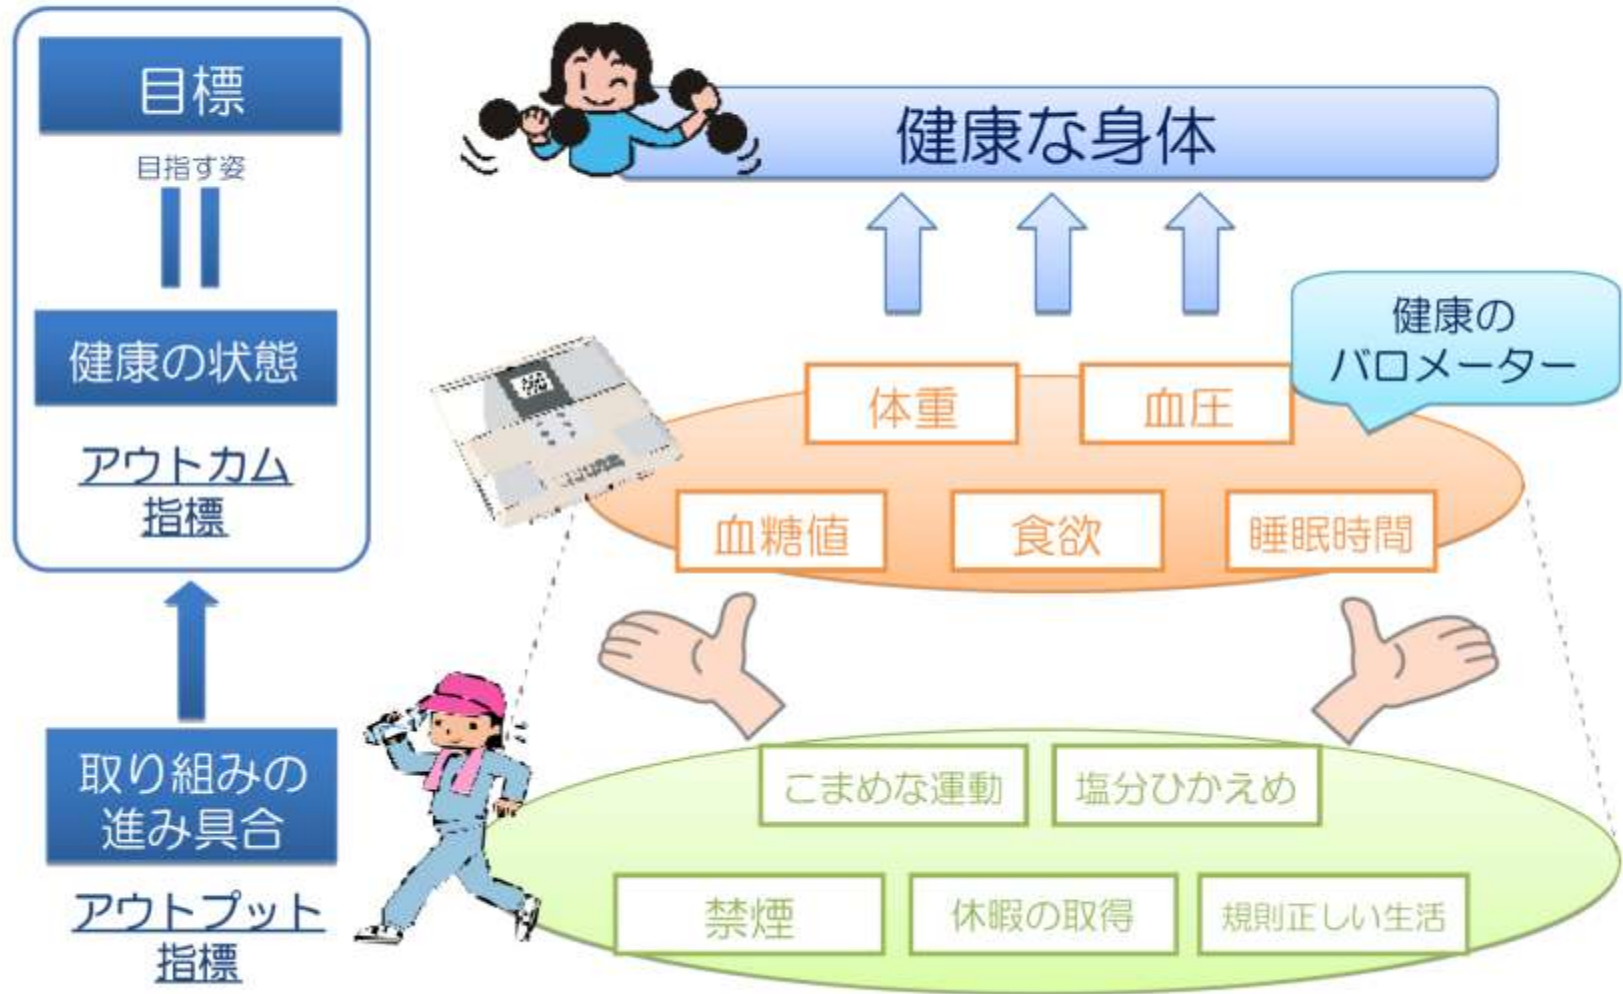 目標
目指す姿
健康の状態
アウトカム
指標
取り組みの
進み具合
アウトプット
指標
健康な身体
健康の
バロメーター
体重
血圧
血糖値
食欲
睡眠時間
こまめな運動
塩分ひかえめ
禁煙
休暇の取得
規則正しい生活